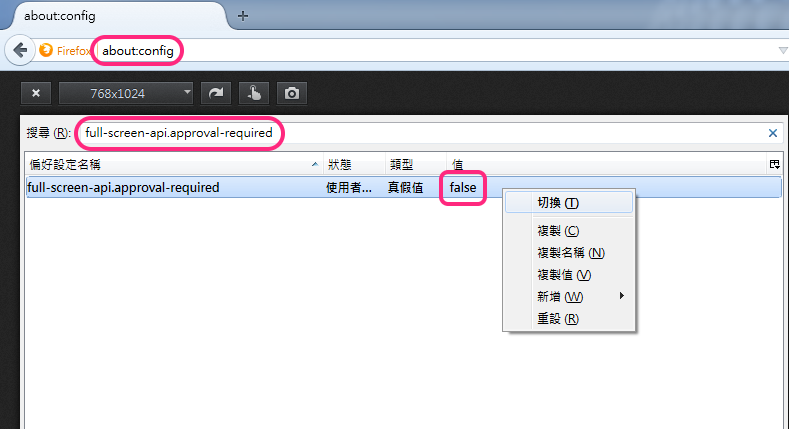 about:config
Firefox about:config
768x1024
搜尋 (R): full-screen-api.approval-required
偏好設定名稱 狀態 類型 值
full-screen-api.approval-required 使用者... 真假值 false
切換 (T)
複製 (C)
複製名稱 (N)
複製值 (V)
新增 (W)
重設 (R)